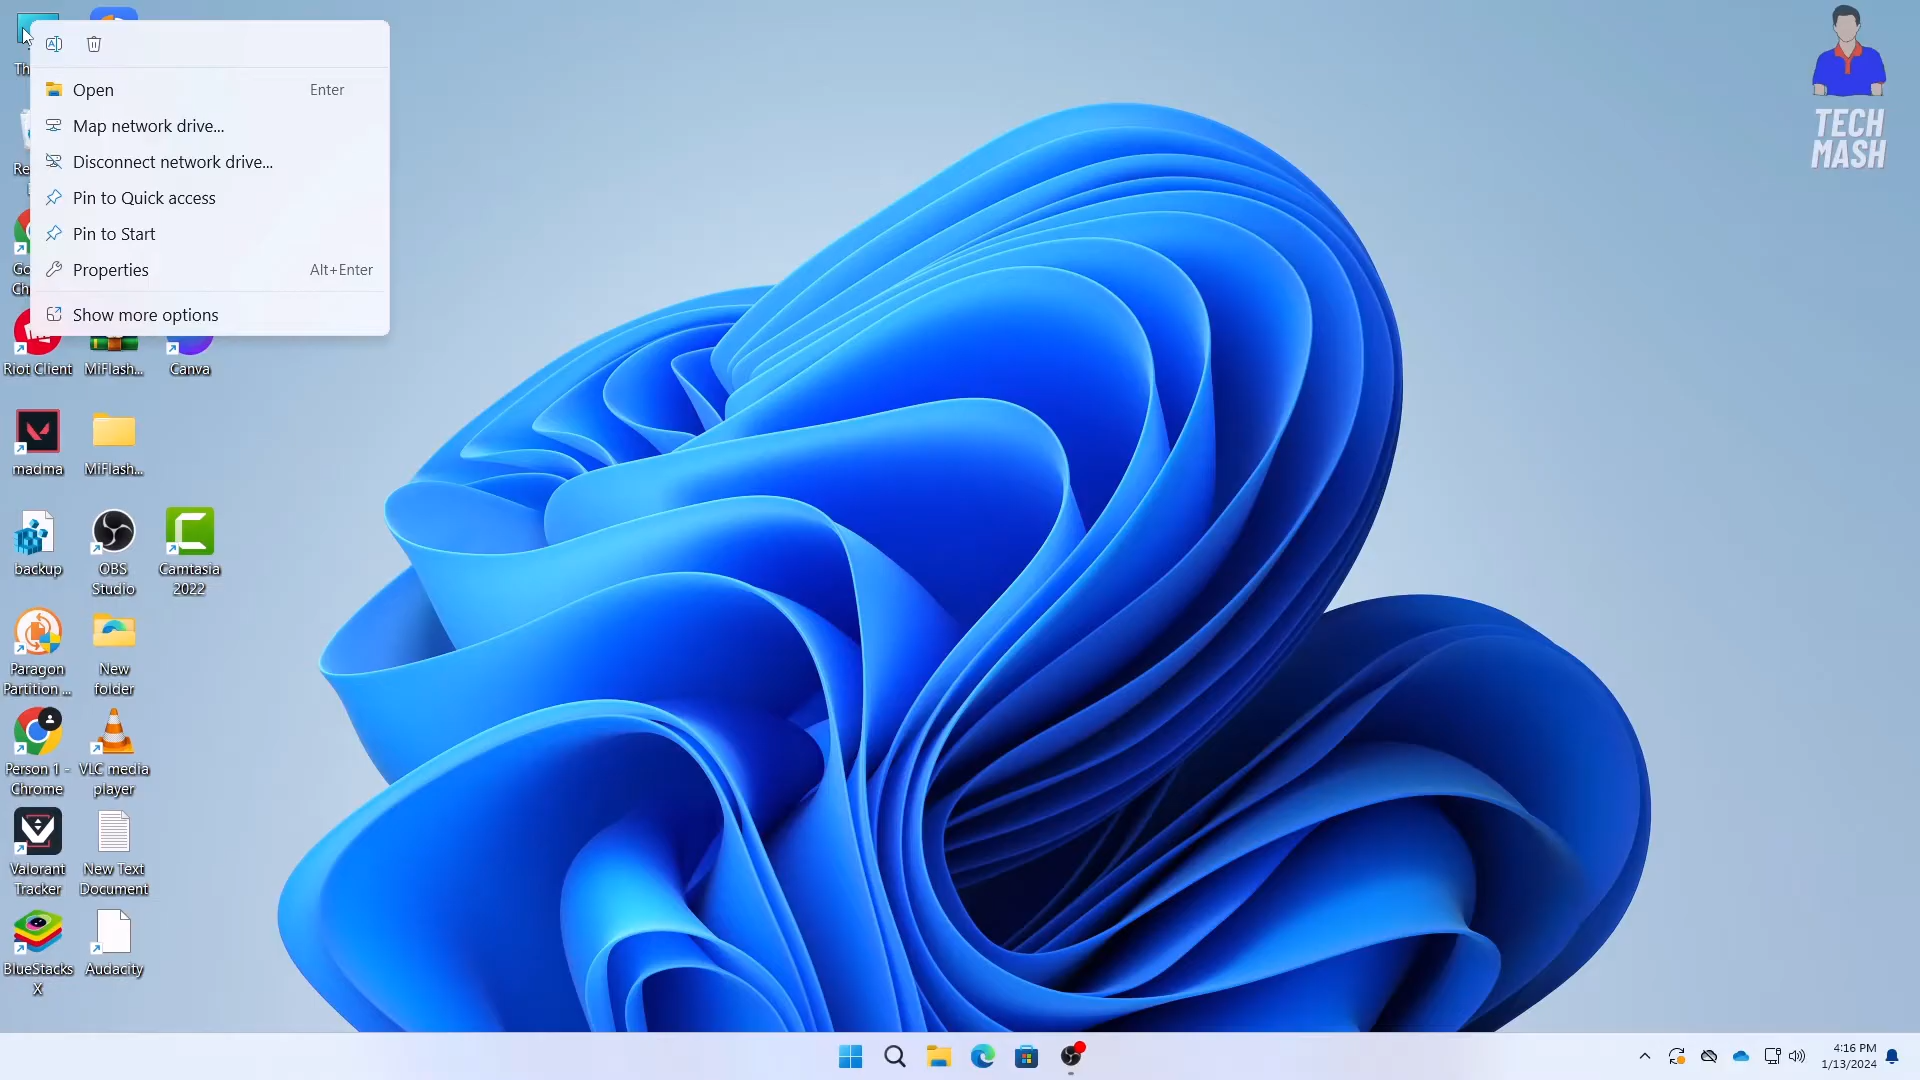 Open Enter
Map network drive...
Disconnect network drive...
Pin to Quick access
Pin to Start
Properties Alt+Enter
Show more options
Riot Client
MiFlash...
Canva
madma
MiFlash...
backup
OBS
Studio
Camtasia
2022
Paragon
Partition ...
New
folder
Person 1 -
Chrome
VLC media
player
Valorant
Tracker
New Text
Document
BlueStacks
X
Audacity
TECH
MASH
4:16 PM
1/13/2024